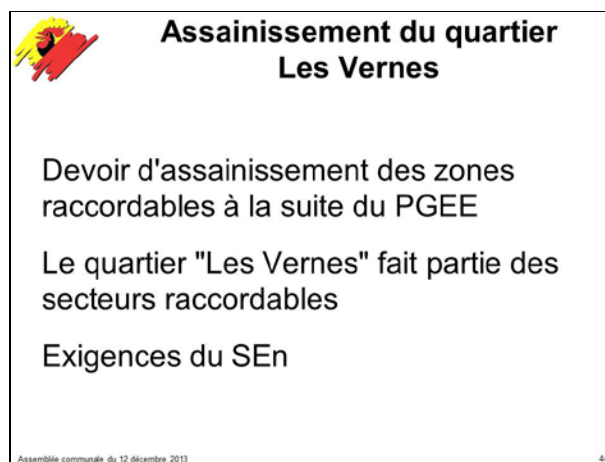 Assainissement du quartier
Les Vernes
Devoir d'assainissement des zones
raccordables à la suite du PGEE
Le quartier "Les Vernes" fait partie des
secteurs raccordables
Exigences du SEn
Assemblée communale du 12 décembre 2013